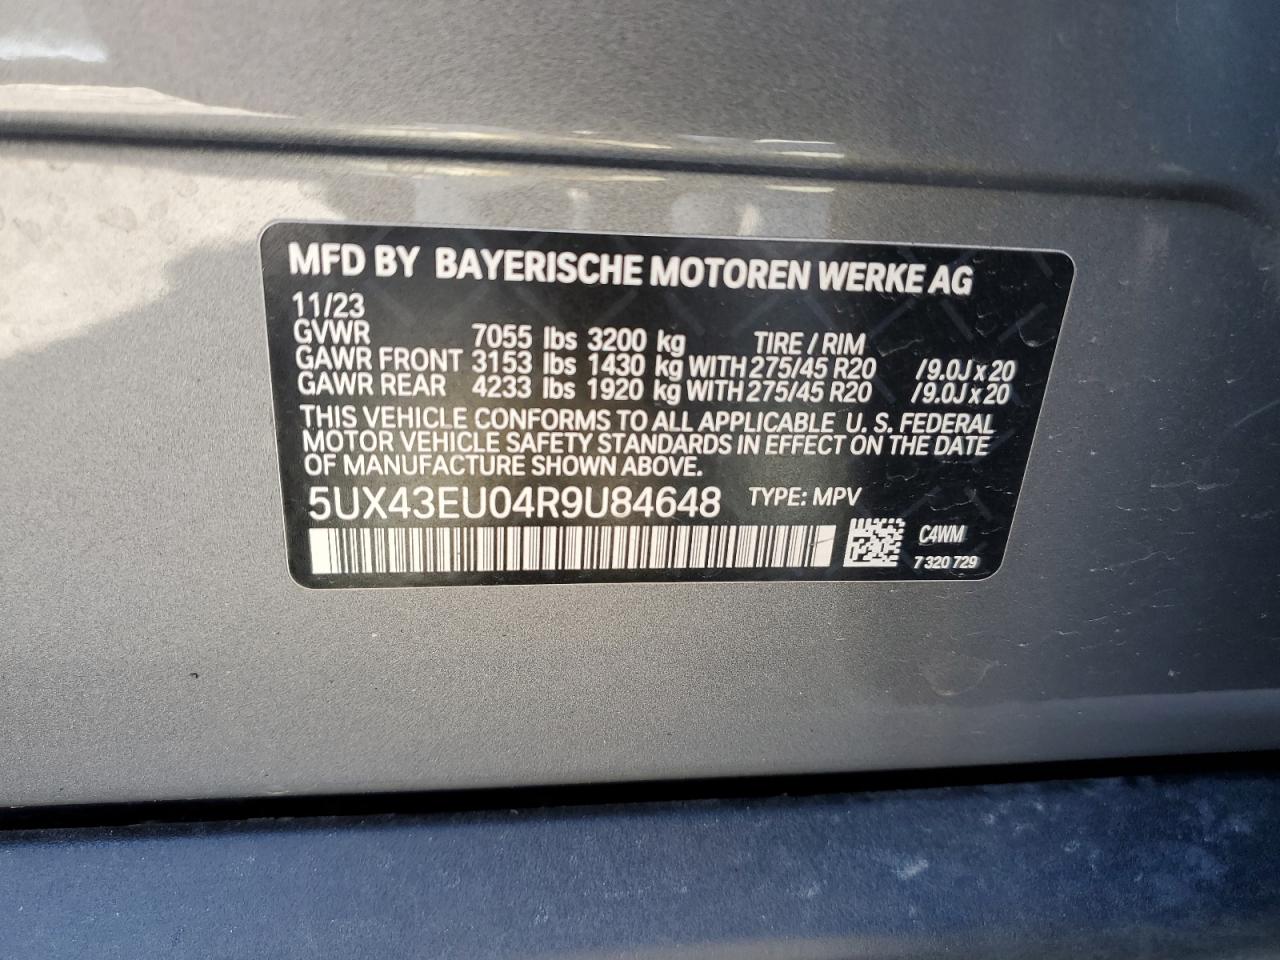 MFD BY BAYERISCHE MOTOREN WERKE AG
11/23
GVWR 7055 lbs 3200 kg TIRE / RIM
GAWR FRONT 3153 lbs 1430 kg WITH 275/45 R20 /9.0J x 20
GAWR REAR 4233 lbs 1920 kg WITH 275/45 R20 /9.0J x 20
THIS VEHICLE CONFORMS TO ALL APPLICABLE U. S. FEDERAL
MOTOR VEHICLE SAFETY STANDARDS IN EFFECT ON THE DATE
OF MANUFACTURE SHOWN ABOVE.
5UX43EU04R9U84648 TYPE: MPV
C4WM
7 320 729